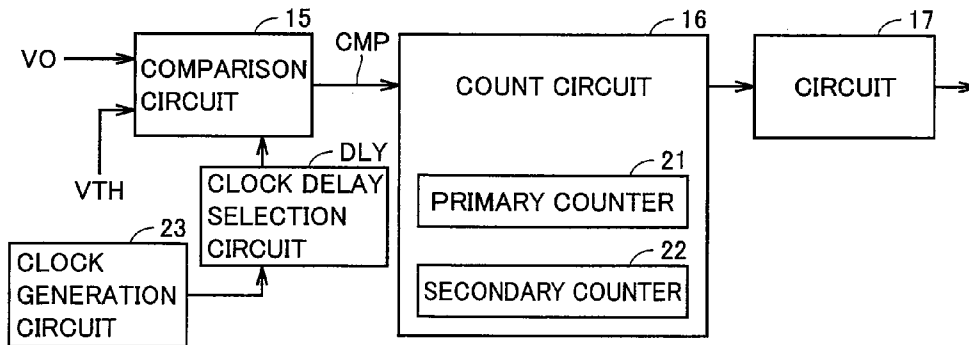 15
16
17
CMP
VO
COMPARISON
CIRCUIT
COUNT CIRCUIT
CIRCUIT
VTH
DLY
CLOCK DELAY
SELECTION
CIRCUIT
21
PRIMARY COUNTER
23
CLOCK
GENERATION
CIRCUIT
22
SECONDARY COUNTER